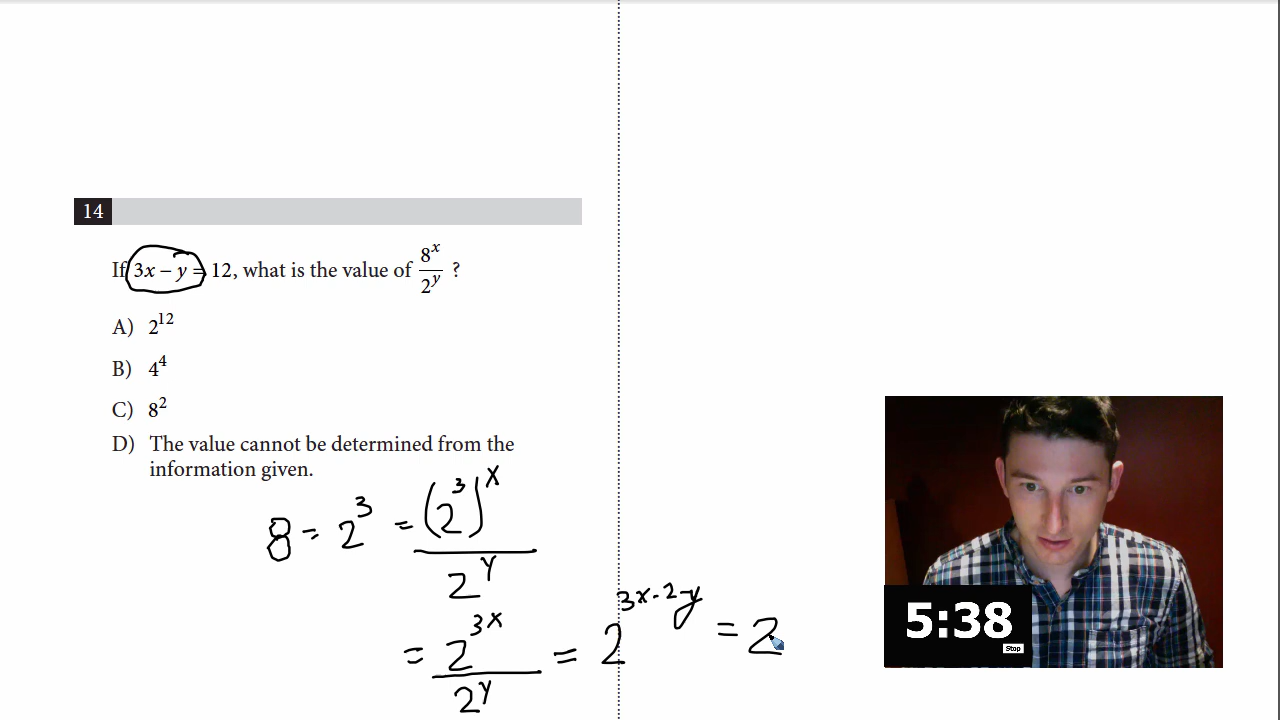 14
If 3x − y = 12, what is the value of 8^x/2^y ?
A) 2^12
B) 4^4
C) 8^2
D) The value cannot be determined from the
information given.
8 = 2^3 = (2^3)^x/2^y
= 2^3x/2^y = 2^3x-2-y = 2
5:38
Stop